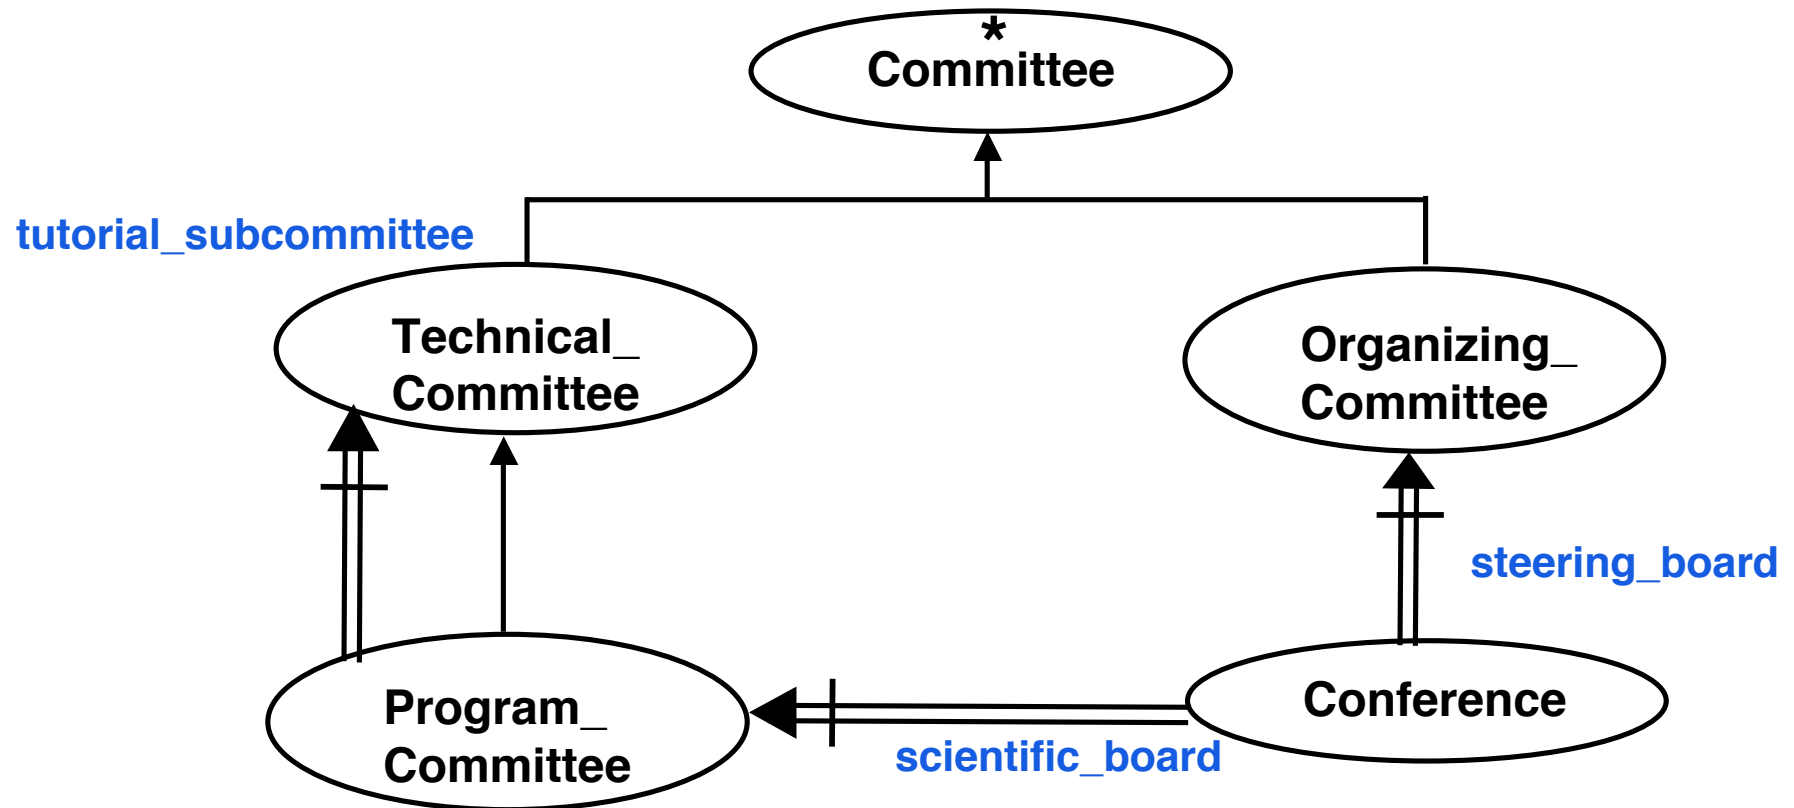 *
Committee
tutorial_subcommittee
Technical_
Committee
Organizing_
Committee
steering_board
Program_
Committee
Conference
scientific_board